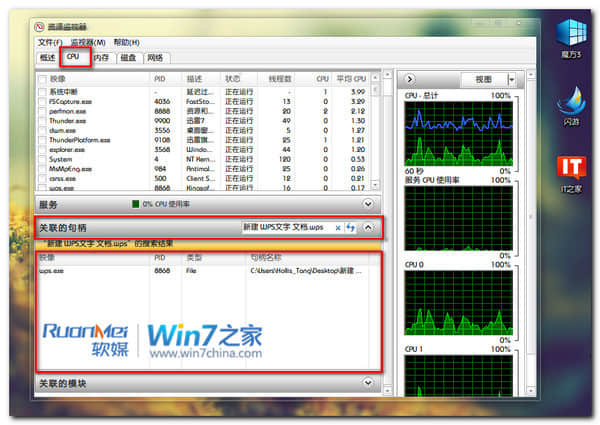 资源监视器
文件(F) 监视器(M) 帮助(H)
概述 CPU 内存 磁盘 网络
映像 PID 描述 状态 线程数 CPU 平均 CPU
系统中断 - 延迟过... 正在运行 - 1 3.99
FSCapture.exe 4036 FastSto... 正在运行 13 0 3.29
perfmon.exe 8888 资源和... 正在运行 20 2 2.12
Thunder.exe 9900 迅雷7 正在运行 49 0 1.30
dwm.exe 3556 桌面窗... 正在运行 5 0 1.27
ThunderPlatform.exe 9108 迅雷旗... 正在运行 25 1 1.21
explorer.exe 3568 Windo... 正在运行 44 0 1.20
System 4 NT Kern... 正在运行 120 0 0.53
MsMpEng.exe 984 Antimal... 正在运行 25 0 0.26
csrss.exe 500 Client S... 正在运行 12 0 0.21
wps.exe 8868 Kingsof... 正在运行 16 0 0.17
服务 0% CPU 使用率
关联的句柄 新建 WPS文字 文档.wps
"新建 WPS文字 文档.wps"的搜索结果
映像 PID 类型 句柄名称
wps.exe 8868 File C:\Users\Hollis_Tong\Desktop\新建 ...
RuanMei 软媒
Win7之家
www.win7china.com
关联的模块
视图
CPU - 总计 100%
60 秒 0%
服务 CPU 使用率 100%
0%
CPU 0 100%
0%
CPU 1 100%
魔方3
闪游
IT
IT之家